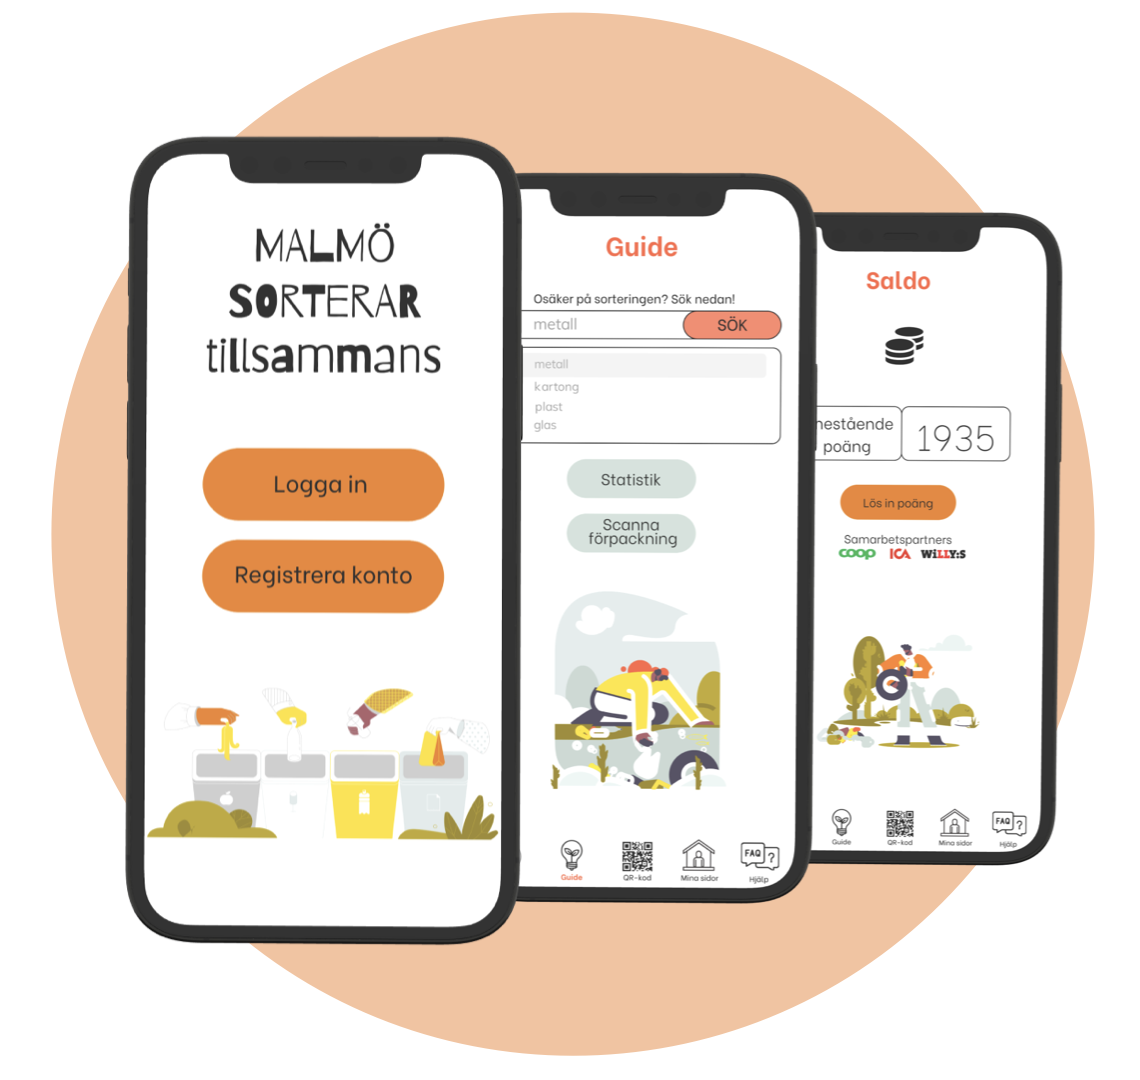 MALMÖ
SORTERAR
tillsammans
Logga in
Registrera konto
Guide
Osäker på sorteringen? Sök nedan!
metall
SÖK
metall
kartong
plast
glas
Statistik
Scanna
förpackning
Guide
QR-kod
Mina sidor
FAQ
?
Hjälp
Saldo
poäng
1935
Lös in poäng
Samarbetspartners
coop ICA WiLLY:S
Guide
QR-kod
Mina sidor
FAQ
?
Hjälp